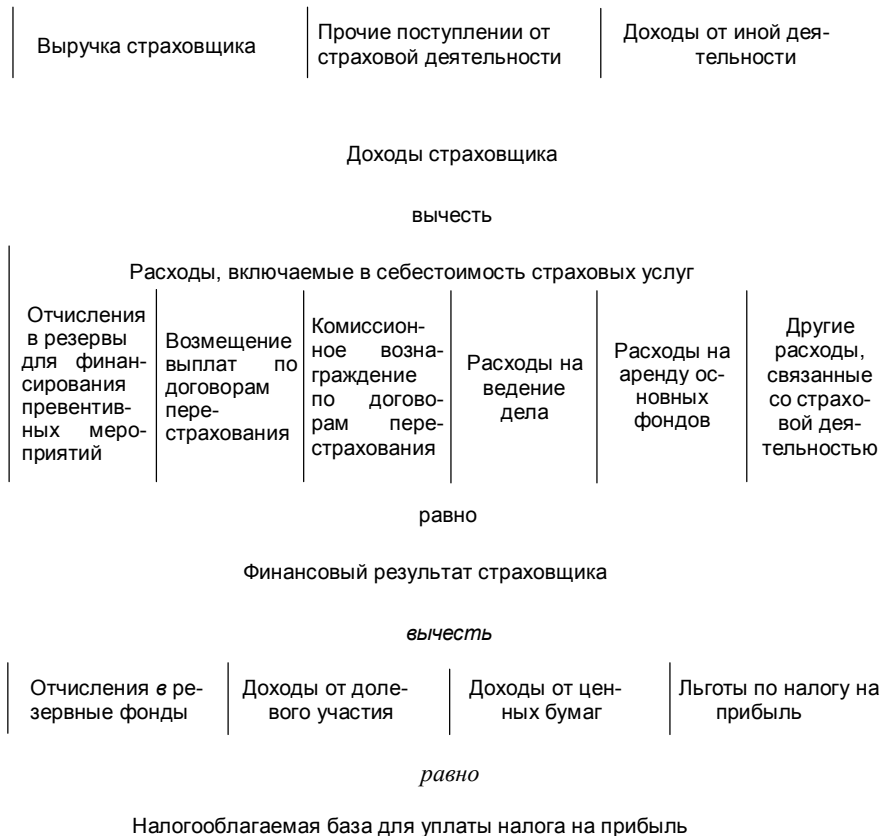 Выручка страховщика
Прочие поступлении от
страховой деятельности
Доходы от иной дея-
тельности
Доходы страховщика
вычесть
Расходы, включаемые в себестоимость страховых услуг
Отчисления
в резервы
для финан-
сирования
превентив-
ных меро-
приятий
Возмещение
выплат по
договорам
пере-
страхования
Комиссион-
ное возна-
граждение
по догово-
рам пере-
страхования
Расходы на
ведение
дела
Расходы на
аренду ос-
новных
фондов
Другие
расходы,
связанные
со страхо-
вой дея-
тельностью
равно
Финансовый результат страховщика
вычесть
Отчисления в ре-
зервные фонды
Доходы от доле-
вого участия
Доходы от цен-
ных бумаг
Льготы по налогу на
прибыль
равно
Налогооблагаемая база для уплаты налога на прибыль